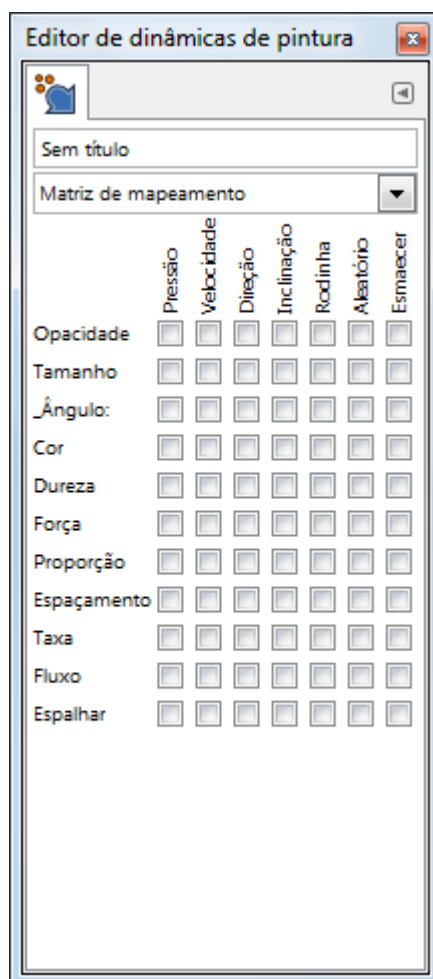 Editor de dinâmicas de pintura
Sem título
Matriz de mapeamento
Pressão Velocidade Direção Inclinação Rodinha Aleatório Esmaecer
Opacidade
Tamanho
_Ângulo:
Cor
Dureza
Força
Proporção
Espaçamento
Taxa
Fluxo
Espalhar